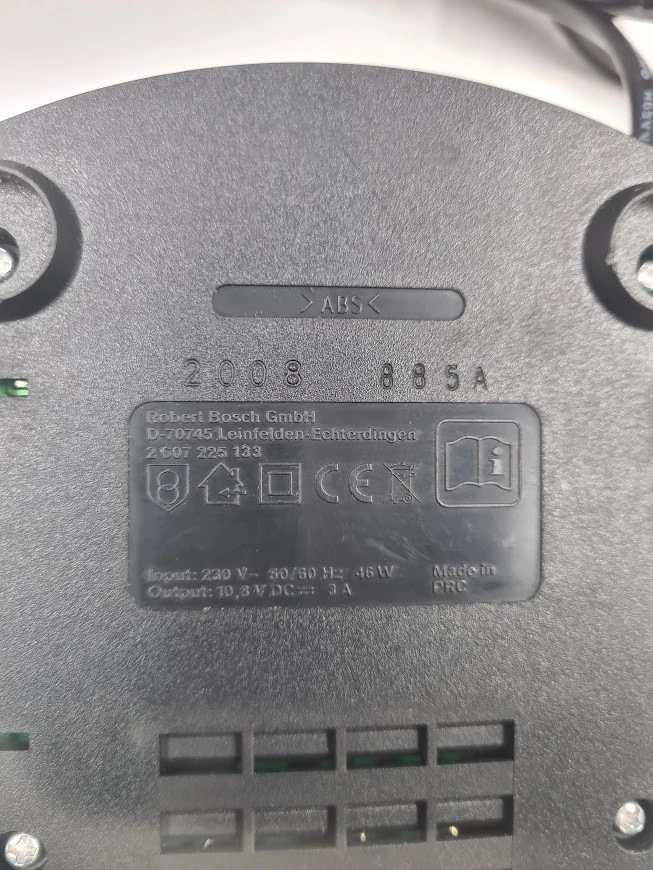 >ABS<
2008 885A
Robert Bosch GmbH
D-70745 Leinfelden-Echterdingen
2 607 225 133
CE
i
Input: 230 V~ 50/60 Hz 46 W
Output: 10,8 V DC 3 A
Made in
PRC